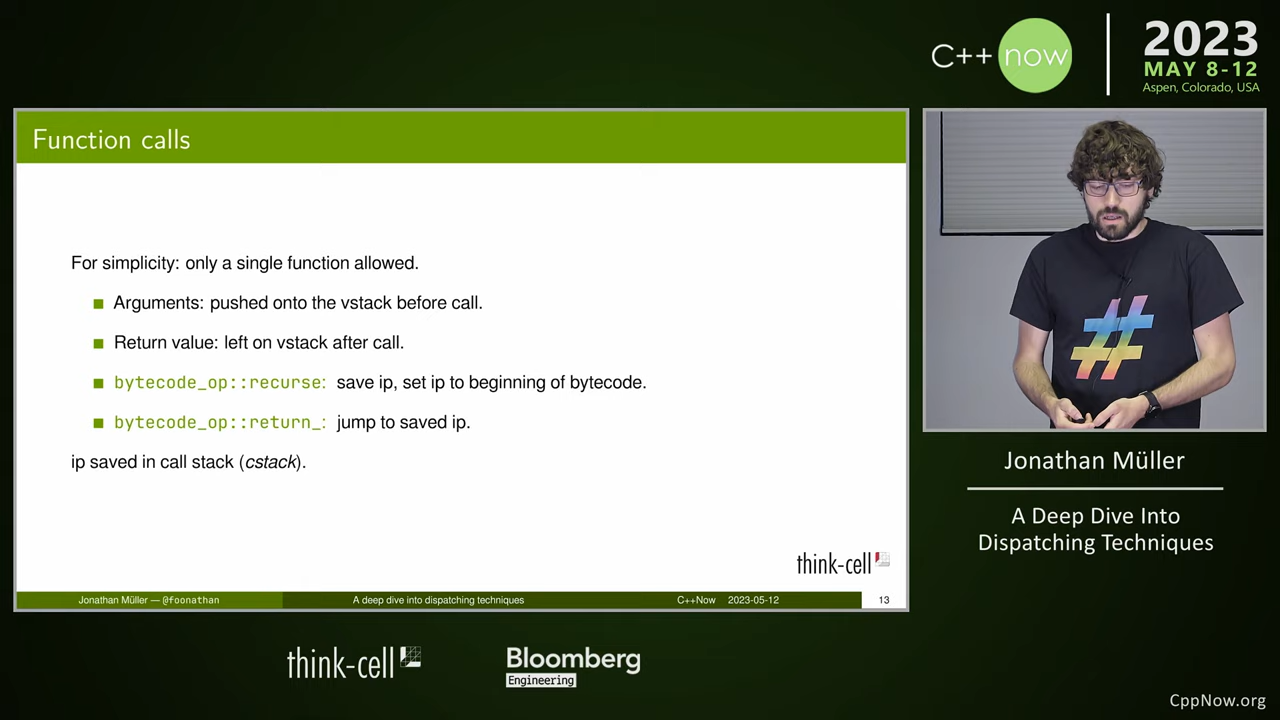 C++ now
2023
MAY 8-12
Aspen, Colorado, USA
Function calls
For simplicity: only a single function allowed.
Arguments: pushed onto the vstack before call.
Return value: left on vstack after call.
bytecode_op::recurse: save ip, set ip to beginning of bytecode.
bytecode_op::return_: jump to saved ip.
ip saved in call stack (cstack).
think-cell
Jonathan Müller — @foonathan
A deep dive into dispatching techniques
C++Now 2023-05-12
13
#
Jonathan Müller
A Deep Dive Into
Dispatching Techniques
think-cell
Bloomberg
Engineering
CppNow.org